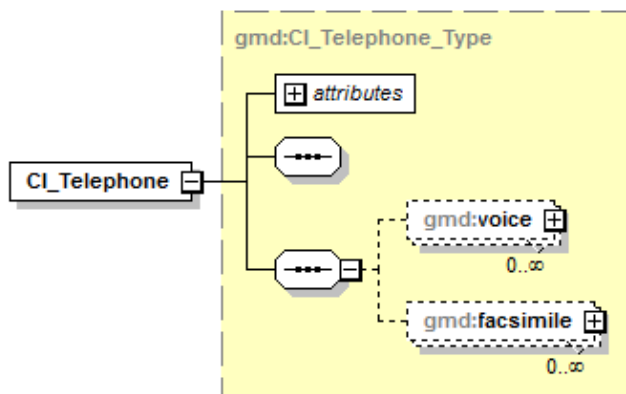 gmd:CI_Telephone_Type
attributes
CI_Telephone
gmd:voice
0..∞
gmd:facsimile
0..∞